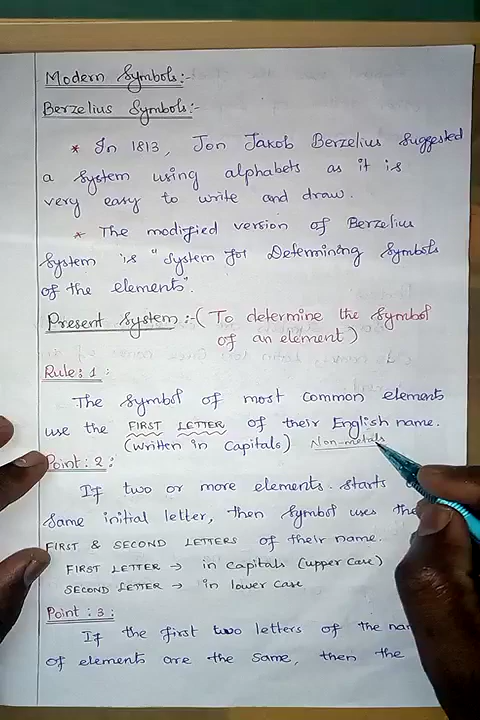 Modern Symbols:-
Berzelius Symbols:-
* In 1813, Jon Jakob Berzelius Suggested
a System using alphabets as it is
very easy to write and draw.
* The modified version of Berzelius
System is "System for Determining Symbols
of the elements".
Present System:- (To determine the Symbol
of an element)
Rule: 1:
The Symbol of most common elements
use the FIRST LETTER of their English name.
(written in Capitals) Non-metals
Point: 2:
If two or more elements. Starts
Same initial letter, then Symbol uses the
FIRST & SECOND LETTERS of their name.
FIRST LETTER → in capitals (upper Case)
SECOND LETTER → in lower case
Point: 3:
If the first two letters of the
of elements are the same, then the